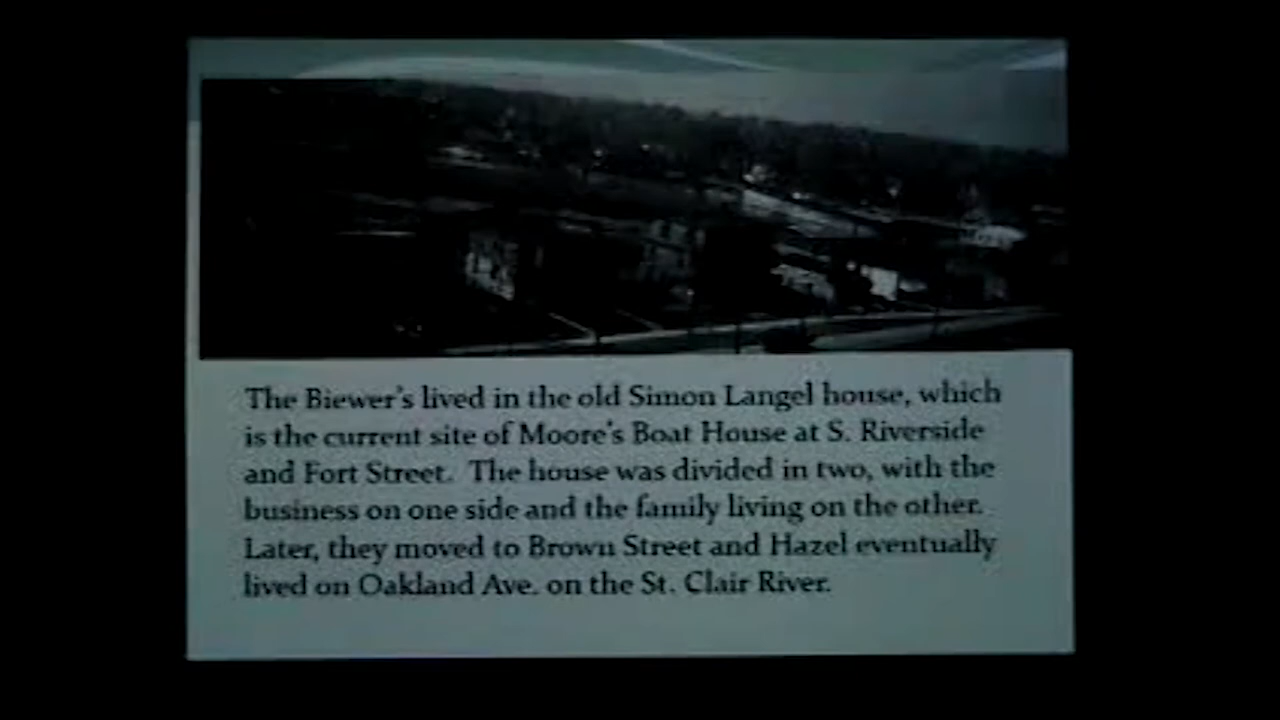 The Biewer's lived in the old Simon Langel house, which
is the current site of Moore's Boat House at S. Riverside
and Fort Street.  The house was divided in two, with the
business on one side and the family living on the other.
Later, they moved to Brown Street and Hazel eventually
lived on Oakland Ave. on the St. Clair River.